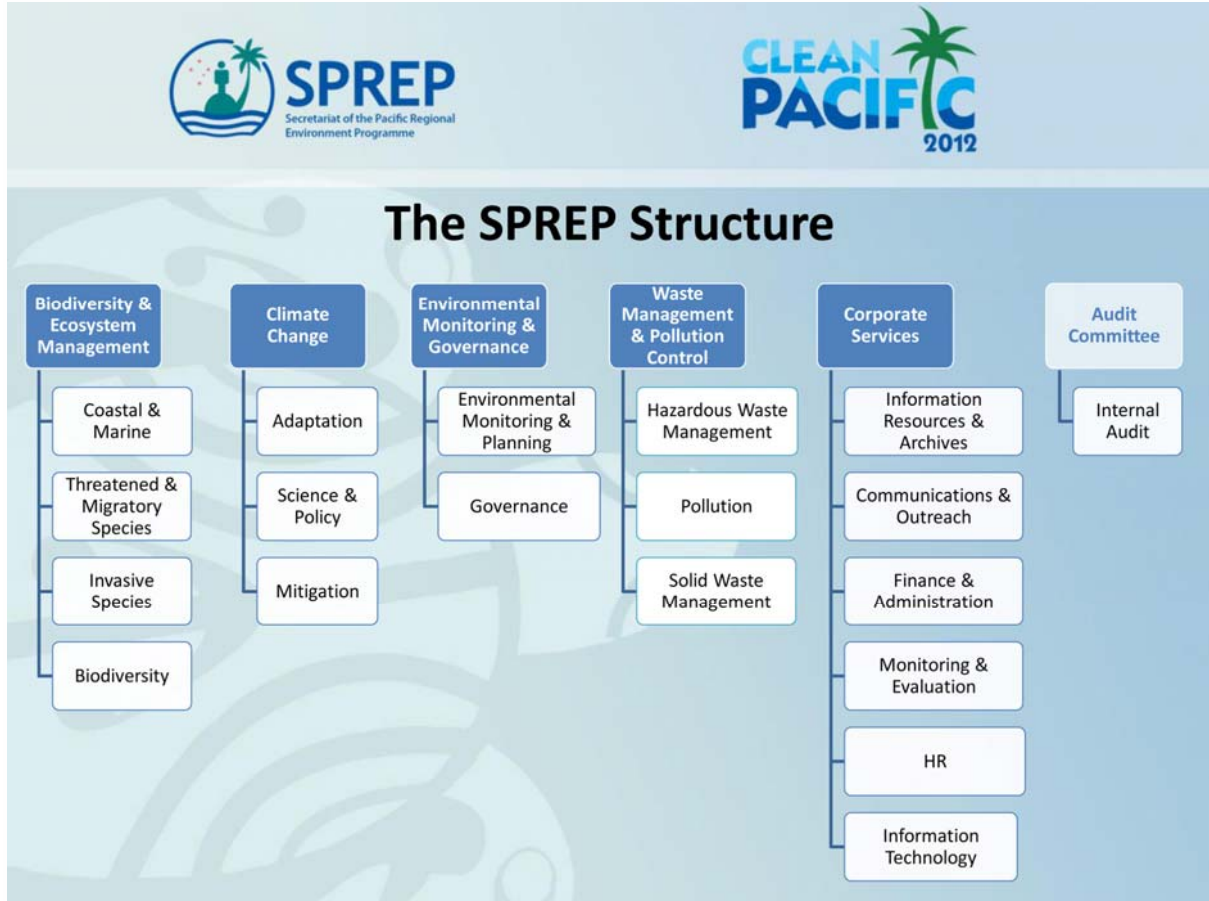 SPREP
Secretariat of the Pacific Regional
Environment Programme
CLEAN
PACIFIC
2012
The SPREP Structure
Biodiversity &
Ecosystem
Management
Coastal &
Marine
Threatened &
Migratory
Species
Invasive
Species
Biodiversity
Climate
Change
Adaptation
Science &
Policy
Mitigation
Environmental
Monitoring &
Governance
Environmental
Monitoring &
Planning
Governance
Waste
Management
& Pollution
Control
Hazardous Waste
Management
Pollution
Solid Waste
Management
Corporate
Services
Information
Resources &
Archives
Communications &
Outreach
Finance &
Administration
Monitoring &
Evaluation
HR
Information
Technology
Audit
Committee
Internal
Audit